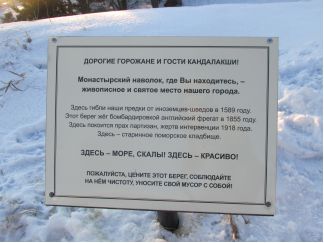 ДОРОГИЕ ГОРОЖАНЕ И ГОСТИ КАНДАЛАКШИ!
Монастырский наволок, где Вы находитесь, –
живописное и святое место нашего города.
Здесь гибли наши предки от иноземцев-шведов в 1589 году.
Этот берег жёг бомбардировкой английский фрегат в 1855 году.
Здесь покоится прах партизан, жертв интервенции 1918 года.
Здесь – старинное поморское кладбище.
ЗДЕСЬ – МОРЕ, СКАЛЫ! ЗДЕСЬ – КРАСИВО!
ПОЖАЛУЙСТА, ЦЕНИТЕ ЭТОТ БЕРЕГ, СОБЛЮДАЙТЕ
НА НЁМ ЧИСТОТУ, УНОСИТЕ СВОЙ МУСОР С СОБОЙ!